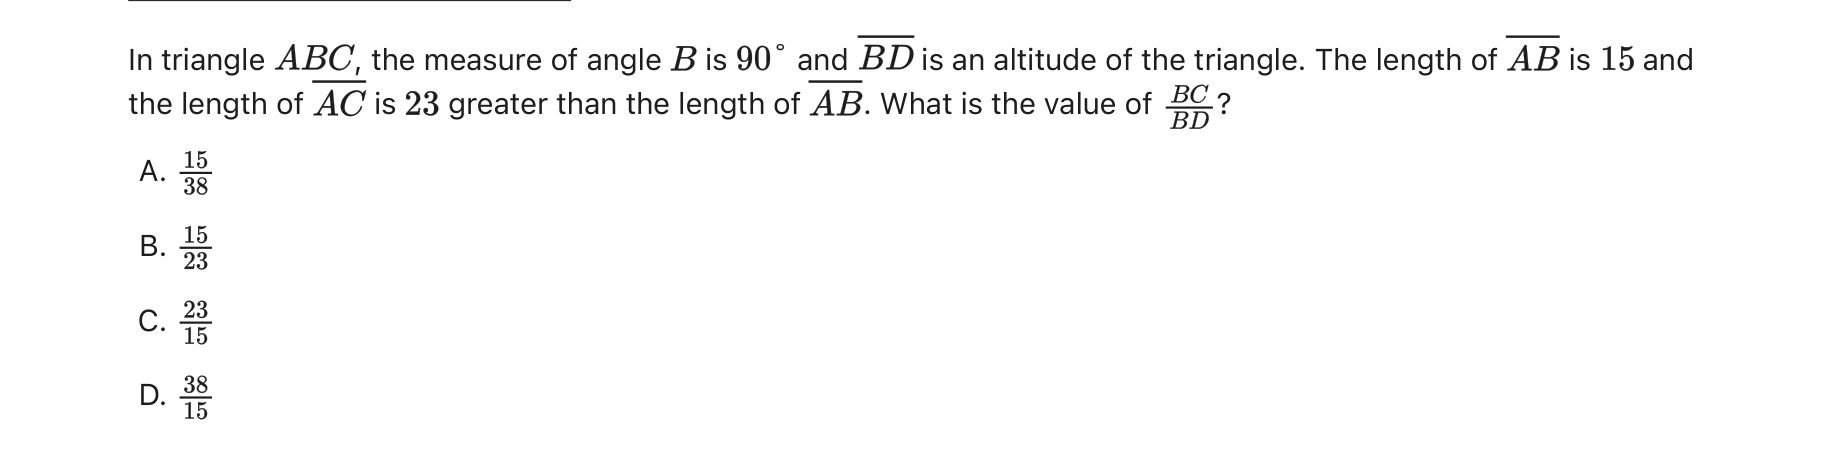 In triangle ABC, the measure of angle B is 90° and \overline{BD} is an altitude of the triangle. The length of \overline{AB} is 15 and
the length of \overline{AC} is 23 greater than the length of \overline{AB}. What is the value of \frac{BC}{BD}?
A. \frac{15}{38}
B. \frac{15}{23}
C. \frac{23}{15}
D. \frac{38}{15}